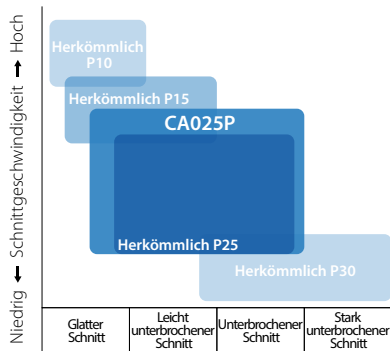 Niedrig ← Schnittgeschwindigkeit → Hoch
Herkömmlich
P10
Herkömmlich P15
CA025P
Herkömmlich P25
Herkömmlich P30
Glatter
Schnitt
Leicht
unterbrochener
Schnitt
Unterbrochener
Schnitt
Stark
unterbrochener
Schnitt